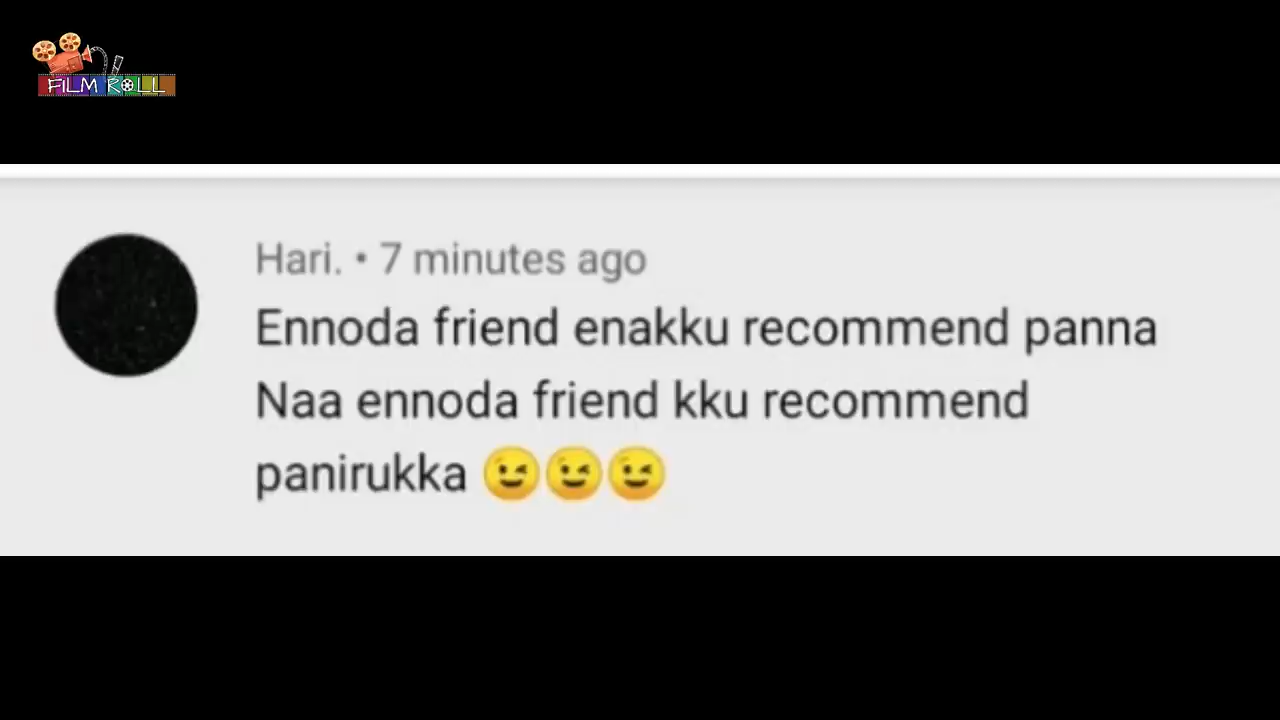 FILM ROLL
Hari. • 7 minutes ago
Ennoda friend enakku recommend panna
Naa ennoda friend kku recommend
panirukka 😉😉😉